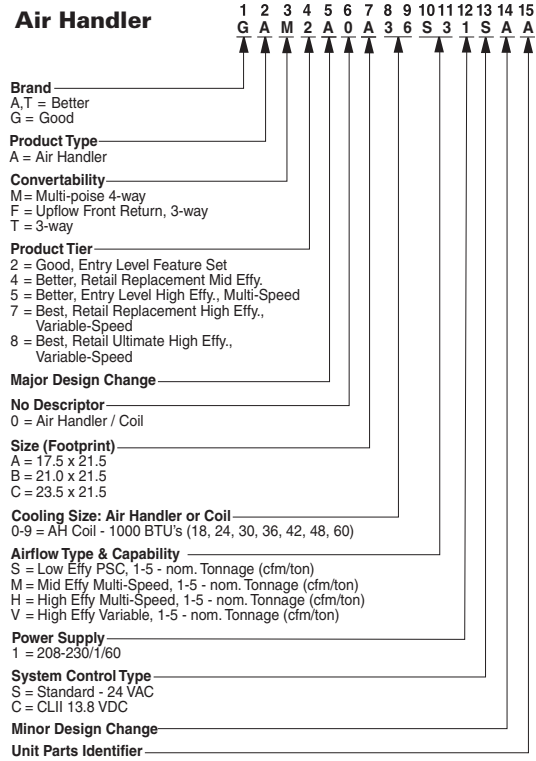 Air Handler
1 2 3 4 5 6 7 8 9 10 11 12 13 14 15
G A M 2 A 0 A 3 6 S 3 1 S A A
Brand
A,T = Better
G = Good
Product Type
A = Air Handler
Convertability
M = Multi-poise 4-way
F = Upflow Front Return, 3-way
T = 3-way
Product Tier
2 = Good, Entry Level Feature Set
4 = Better, Retail Replacement Mid Effy.
5 = Better, Entry Level High Effy., Multi-Speed
7 = Best, Retail Replacement High Effy.,
Variable-Speed
8 = Best, Retail Ultimate High Effy.,
Variable-Speed
Major Design Change
No Descriptor
0 = Air Handler / Coil
Size (Footprint)
A = 17.5 x 21.5
B = 21.0 x 21.5
C = 23.5 x 21.5
Cooling Size: Air Handler or Coil
0-9 = AH Coil - 1000 BTU's (18, 24, 30, 36, 42, 48, 60)
Airflow Type & Capability
S = Low Effy PSC, 1-5 - nom. Tonnage (cfm/ton)
M = Mid Effy Multi-Speed, 1-5 - nom. Tonnage (cfm/ton)
H = High Effy Multi-Speed, 1-5 - nom. Tonnage (cfm/ton)
V = High Effy Variable, 1-5 - nom. Tonnage (cfm/ton)
Power Supply
1 = 208-230/1/60
System Control Type
S = Standard - 24 VAC
C = CLII 13.8 VDC
Minor Design Change
Unit Parts Identifier